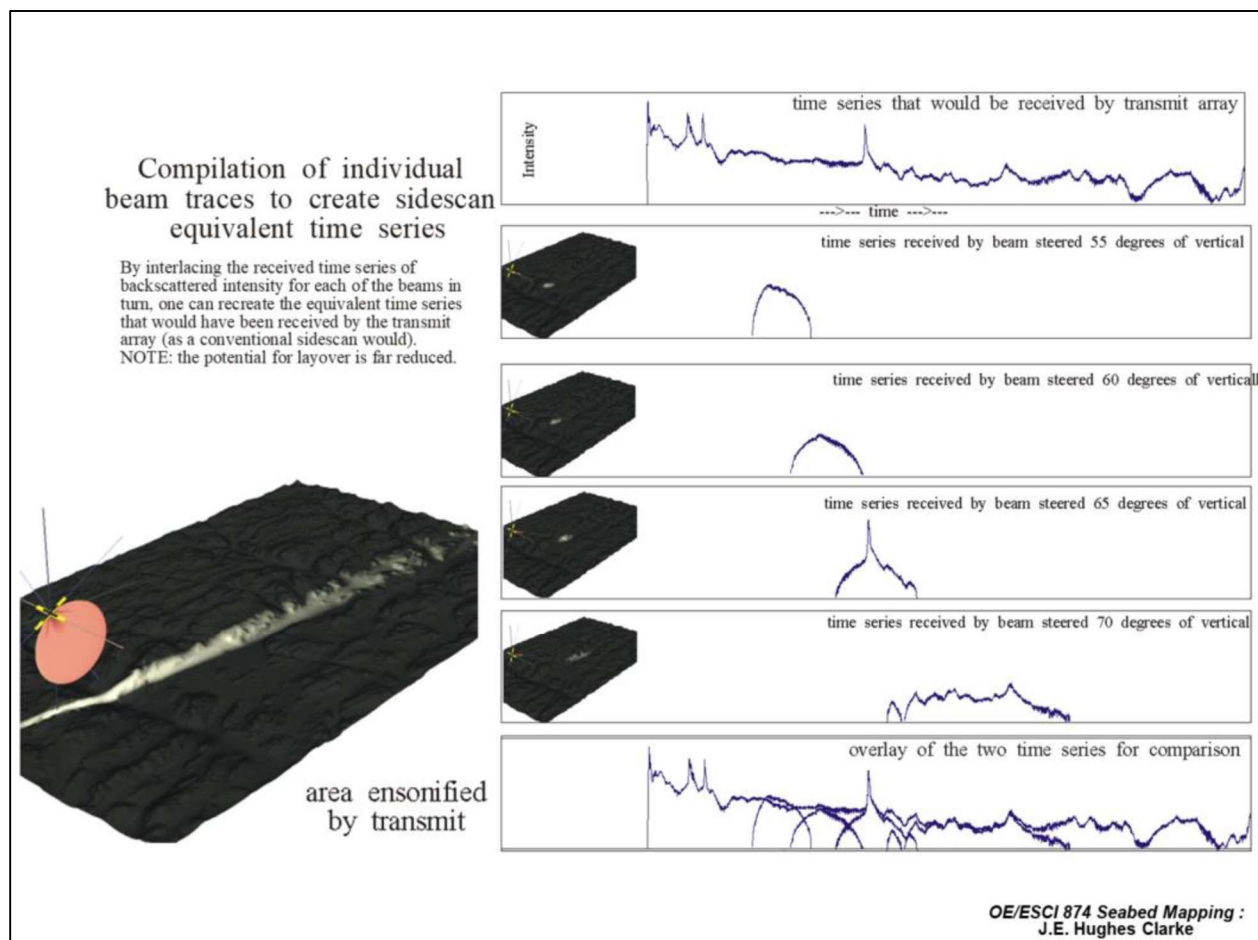 Compilation of individual
beam traces to create sidescan
equivalent time series
By interlacing the received time series of
backscattered intensity for each of the beams in
turn, one can recreate the equivalent time series
that would have been received by the transmit
array (as a conventional sidescan would).
NOTE: the potential for layover is far reduced.
area ensonified
by transmit
time series that would be received by transmit array
Intensity
--->--- time --->---
time series received by beam steered 55 degrees of vertical
time series received by beam steered 60 degrees of verticall
time series received by beam steered 65 degrees of vertical
time series received by beam steered 70 degrees of vertical
overlay of the two time series for comparison
OE/ESCI 874 Seabed Mapping :
J.E. Hughes Clarke